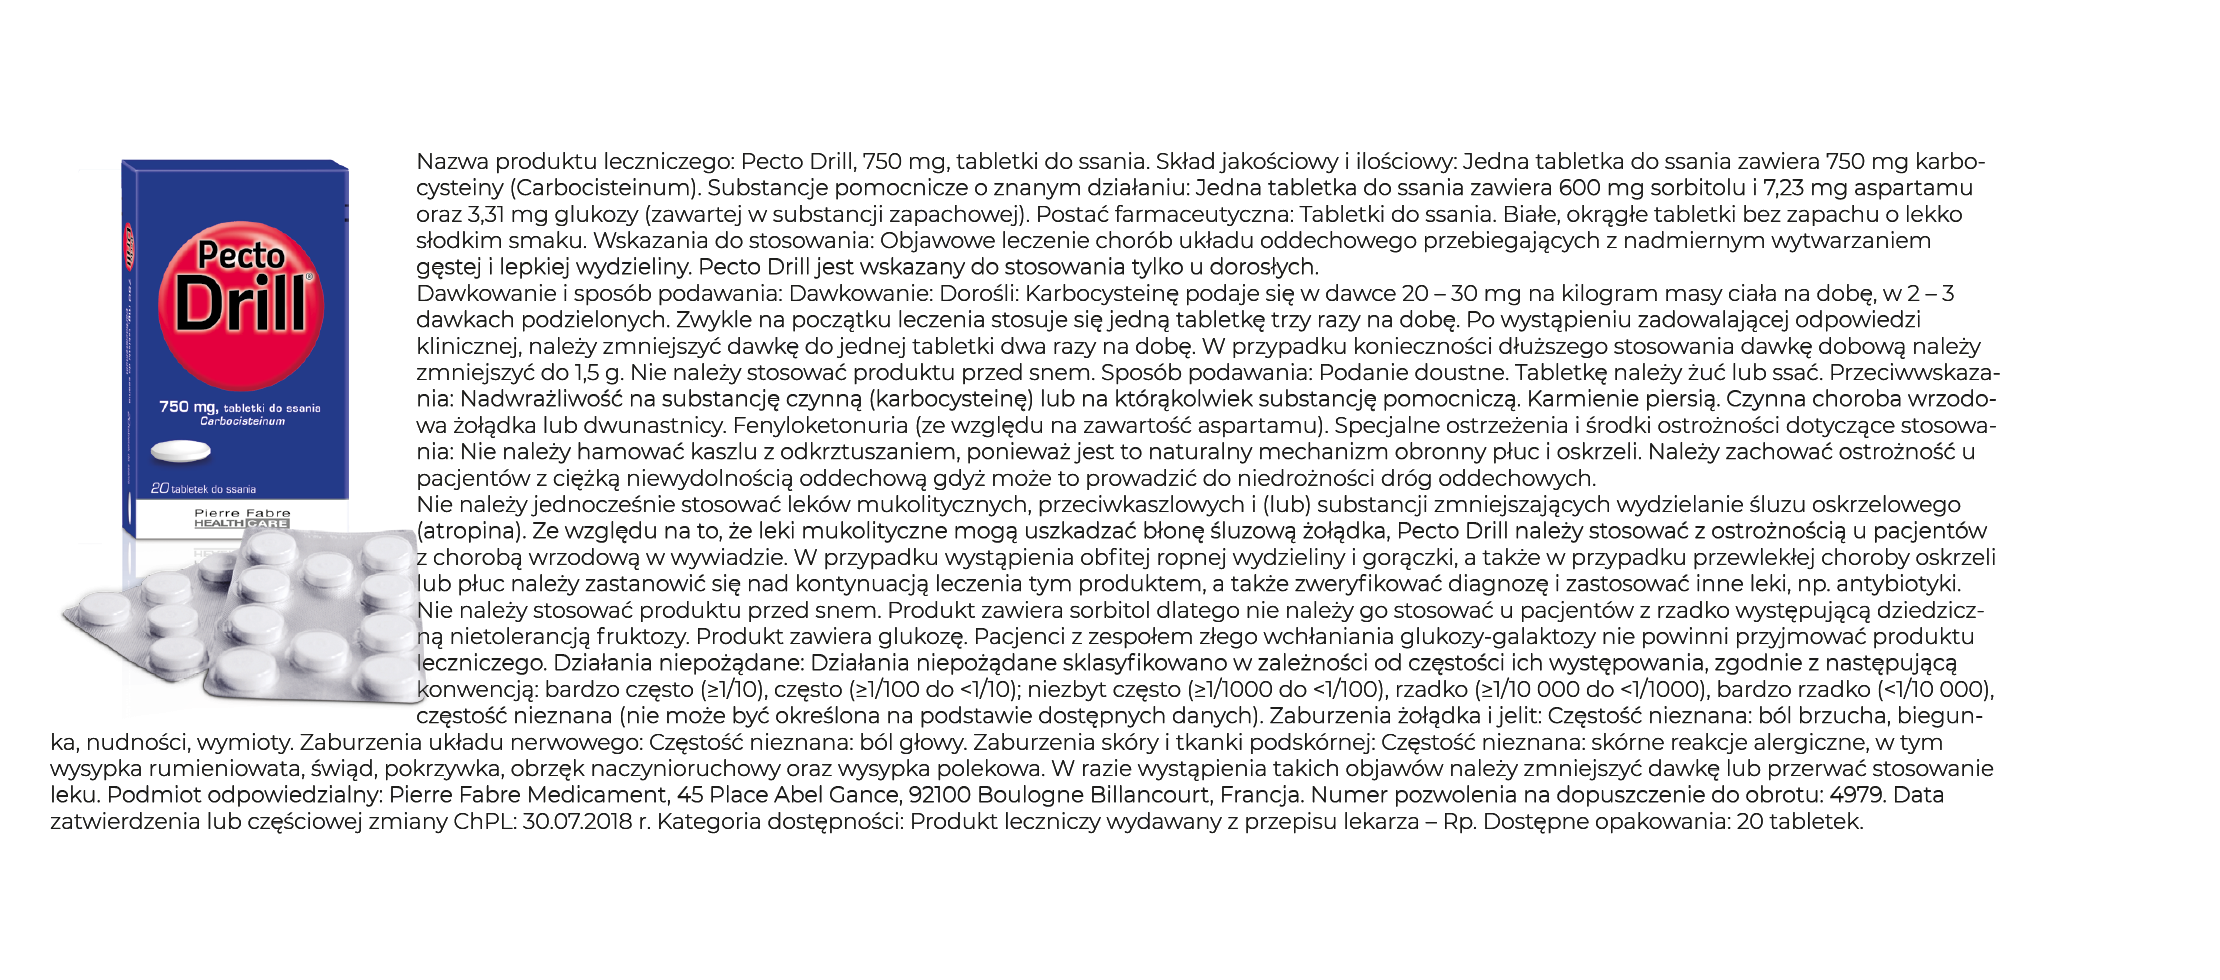 Nazwa produktu leczniczego: Pecto Drill, 750 mg, tabletki do ssania. Skład jakościowy i ilościowy: Jedna tabletka do ssania zawiera 750 mg karbo-
cysteiny (Carbocisteinum). Substancje pomocnicze o znanym działaniu: Jedna tabletka do ssania zawiera 600 mg sorbitolu i 7,23 mg aspartamu
oraz 3,31 mg glukozy (zawartej w substancji zapachowej). Postać farmaceutyczna: Tabletki do ssania. Białe, okrągłe tabletki bez zapachu o lekko
słodkim smaku. Wskazania do stosowania: Objawowe leczenie chorób układu oddechowego przebiegających z nadmiernym wytwarzaniem
gęstej i lepkiej wydzieliny. Pecto Drill jest wskazany do stosowania tylko u dorosłych.
Dawkowanie i sposób podawania: Dawkowanie: Dorośli: Karbocysteinę podaje się w dawce 20 – 30 mg na kilogram masy ciała na dobę, w 2 – 3
dawkach podzielonych. Zwykle na początku leczenia stosuje się jedną tabletkę trzy razy na dobę. Po wystąpieniu zadowalającej odpowiedzi
klinicznej, należy zmniejszyć dawkę do jednej tabletki dwa razy na dobę. W przypadku konieczności dłuższego stosowania dawkę dobową należy
zmniejszyć do 1,5 g. Nie należy stosować produktu przed snem. Sposób podawania: Podanie doustne. Tabletkę należy żuć lub ssać. Przeciwwskaza-
nia: Nadwrażliwość na substancję czynną (karbocysteinę) lub na którąkolwiek substancję pomocniczą. Karmienie piersią. Czynna choroba wrzodo-
wa żołądka lub dwunastnicy. Fenyloketonuria (ze względu na zawartość aspartamu). Specjalne ostrzeżenia i środki ostrożności dotyczące stosowa-
nia: Nie należy hamować kaszlu z odkrztuszaniem, ponieważ jest to naturalny mechanizm obronny płuc i oskrzeli. Należy zachować ostrożność u
pacjentów z ciężką niewydolnością oddechową gdyż może to prowadzić do niedrożności dróg oddechowych.
Nie należy jednocześnie stosować leków mukolitycznych, przeciwkaszlowych i (lub) substancji zmniejszających wydzielanie śluzu oskrzelowego
(atropina). Ze względu na to, że leki mukolityczne mogą uszkadzać błonę śluzową żołądka, Pecto Drill należy stosować z ostrożnością u pacjentów
z chorobą wrzodową w wywiadzie. W przypadku wystąpienia obfitej ropnej wydzieliny i gorączki, a także w przypadku przewlekłej choroby oskrzeli
lub płuc należy zastanowić się nad kontynuacją leczenia tym produktem, a także zweryfikować diagnozę i zastosować inne leki, np. antybiotyki.
Nie należy stosować produktu przed snem. Produkt zawiera sorbitol dlatego nie należy go stosować u pacjentów z rzadko występującą dziedzicz-
ną nietolerancją fruktozy. Produkt zawiera glukozę. Pacjenci z zespołem złego wchłaniania glukozy-galaktozy nie powinni przyjmować produktu
leczniczego. Działania niepożądane: Działania niepożądane sklasyfikowano w zależności od częstości ich występowania, zgodnie z następującą
konwencją: bardzo często (≥1/10), często (≥1/100 do <1/10); niezbyt często (≥1/1000 do <1/100), rzadko (≥1/10 000 do <1/1000), bardzo rzadko (<1/10 000),
częstość nieznana (nie może być określona na podstawie dostępnych danych). Zaburzenia żołądka i jelit: Częstość nieznana: ból brzucha, biegun-
ka, nudności, wymioty. Zaburzenia układu nerwowego: Częstość nieznana: ból głowy. Zaburzenia skóry i tkanki podskórnej: Częstość nieznana: skórne reakcje alergiczne, w tym
wysypka rumieniowata, świąd, pokrzywka, obrzęk naczynioruchowy oraz wysypka polekowa. W razie wystąpienia takich objawów należy zmniejszyć dawkę lub przerwać stosowanie
leku. Podmiot odpowiedzialny: Pierre Fabre Medicament, 45 Place Abel Gance, 92100 Boulogne Billancourt, Francja. Numer pozwolenia na dopuszczenie do obrotu: 4979. Data
zatwierdzenia lub częściowej zmiany ChPL: 30.07.2018 r. Kategoria dostępności: Produkt leczniczy wydawany z przepisu lekarza – Rp. Dostępne opakowania: 20 tabletek.
Pecto
Drill®
750 mg, tabletki do ssania
Carbocisteinum
20 tabletek do ssania
Pierre Fabre
HEALTH CARE